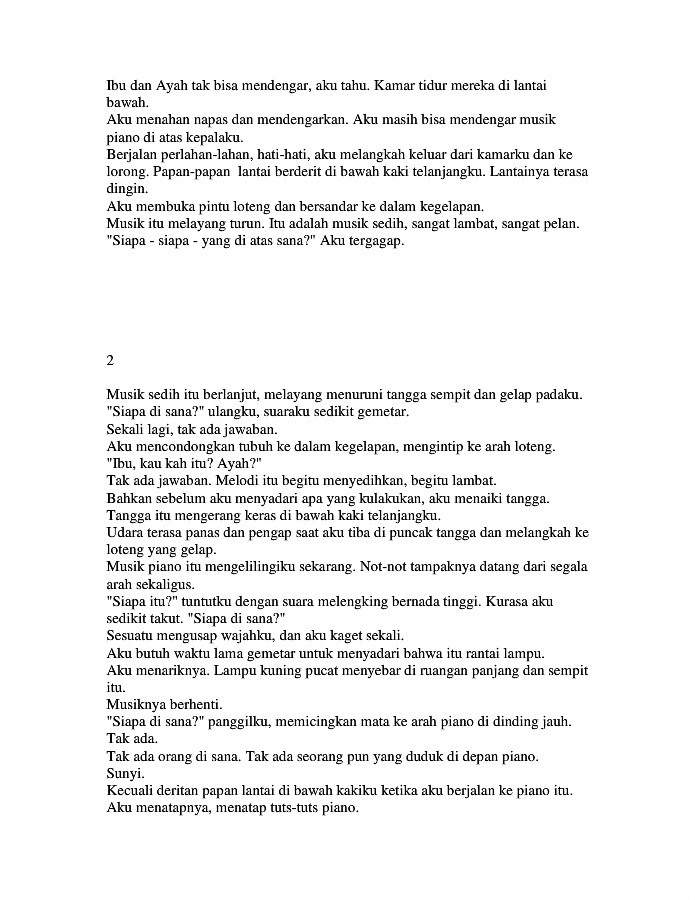 Ibu dan Ayah tak bisa mendengar, aku tahu. Kamar tidur mereka di lantai
bawah.
Aku menahan napas dan mendengarkan. Aku masih bisa mendengar musik
piano di atas kepalaku.
Berjalan perlahan-lahan, hati-hati, aku melangkah keluar dari kamarku dan ke
lorong. Papan-papan  lantai berderit di bawah kaki telanjangku. Lantainya terasa
dingin.
Aku membuka pintu loteng dan bersandar ke dalam kegelapan.
Musik itu melayang turun. Itu adalah musik sedih, sangat lambat, sangat pelan.
"Siapa - siapa - yang di atas sana?" Aku tergagap.
2
Musik sedih itu berlanjut, melayang menuruni tangga sempit dan gelap padaku.
"Siapa di sana?" ulangku, suaraku sedikit gemetar.
Sekali lagi, tak ada jawaban.
Aku mencondongkan tubuh ke dalam kegelapan, mengintip ke arah loteng.
"Ibu, kau kah itu? Ayah?"
Tak ada jawaban. Melodi itu begitu menyedihkan, begitu lambat.
Bahkan sebelum aku menyadari apa yang kulakukan, aku menaiki tangga.
Tangga itu mengerang keras di bawah kaki telanjangku.
Udara terasa panas dan pengap saat aku tiba di puncak tangga dan melangkah ke
loteng yang gelap.
Musik piano itu mengelilingiku sekarang. Not-not tampaknya datang dari segala
arah sekaligus.
"Siapa itu?" tuntutku dengan suara melengking bernada tinggi. Kurasa aku
sedikit takut. "Siapa di sana?"
Sesuatu mengusap wajahku, dan aku kaget sekali.
Aku butuh waktu lama gemetar untuk menyadari bahwa itu rantai lampu.
Aku menariknya. Lampu kuning pucat menyebar di ruangan panjang dan sempit
itu.
Musiknya berhenti.
"Siapa di sana?" panggilku, memicingkan mata ke arah piano di dinding jauh.
Tak ada.
Tak ada orang di sana. Tak ada seorang pun yang duduk di depan piano.
Sunyi.
Kecuali deritan papan lantai di bawah kakiku ketika aku berjalan ke piano itu.
Aku menatapnya, menatap tuts-tuts piano.